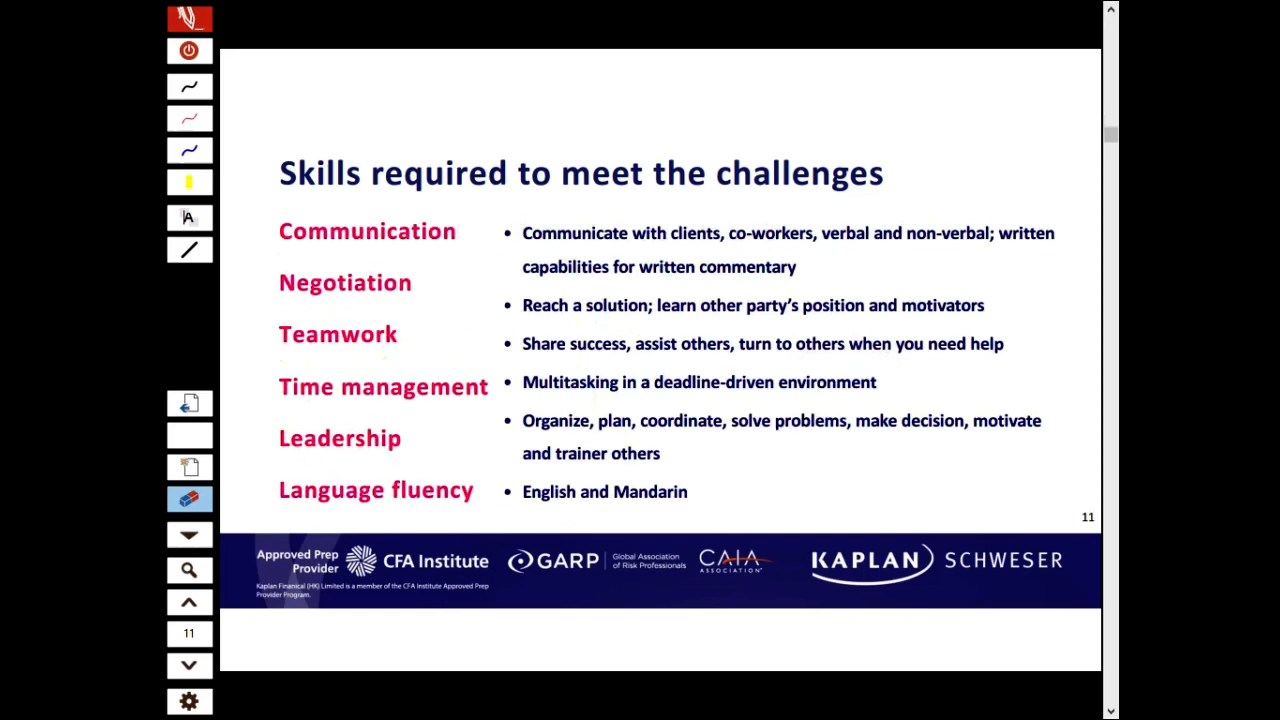 Skills required to meet the challenges
Communication
Negotiation
Teamwork
Time management
Leadership
Language fluency
• Communicate with clients, co-workers, verbal and non-verbal; written
capabilities for written commentary
• Reach a solution; learn other party's position and motivators
• Share success, assist others, turn to others when you need help
• Multitasking in a deadline-driven environment
• Organize, plan, coordinate, solve problems, make decision, motivate
and trainer others
• English and Mandarin
11
Approved Prep
Provider
CFA Institute
Kaplan Finanical (HK) Limited is a member of the CFA Institute Approved Prep
Provider Program.
GARP
Global Association
of Risk Professionals
CAIA
ASSOCIATION
KAPLAN SCHWESER
A
11